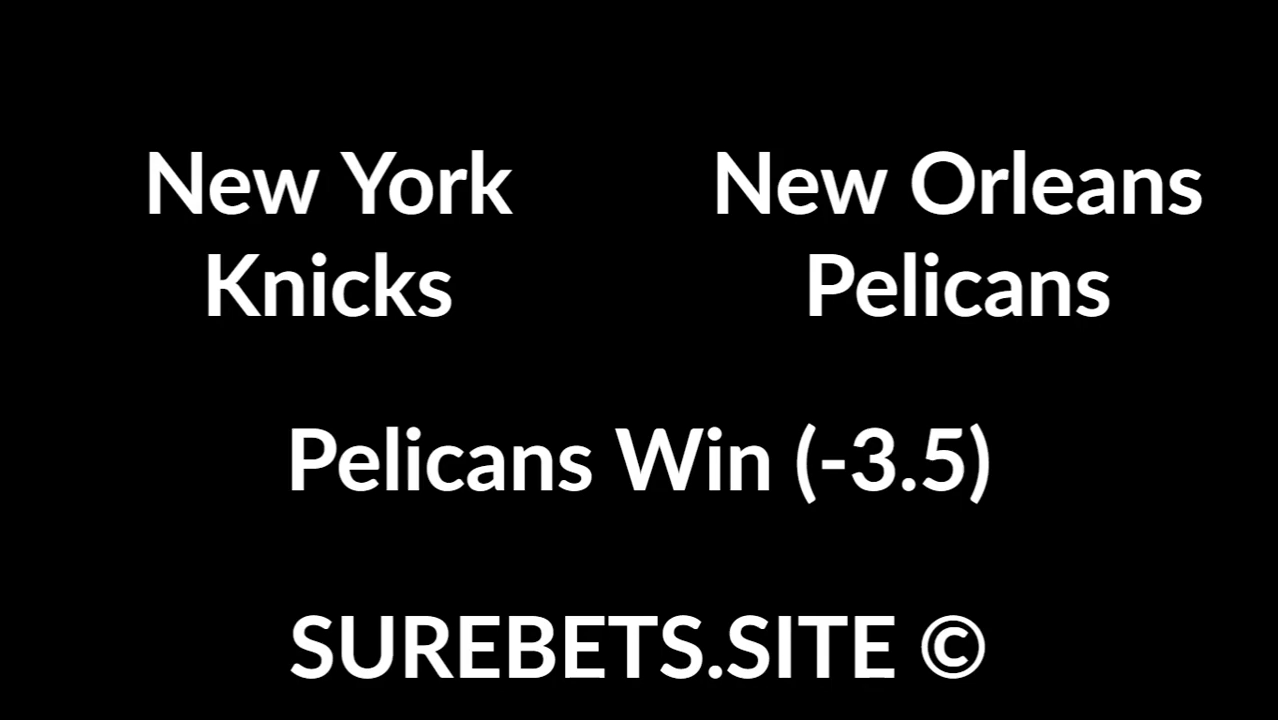 New York
Knicks
New Orleans
Pelicans
Pelicans Win (-3.5)
SUREBETS.SITE ©